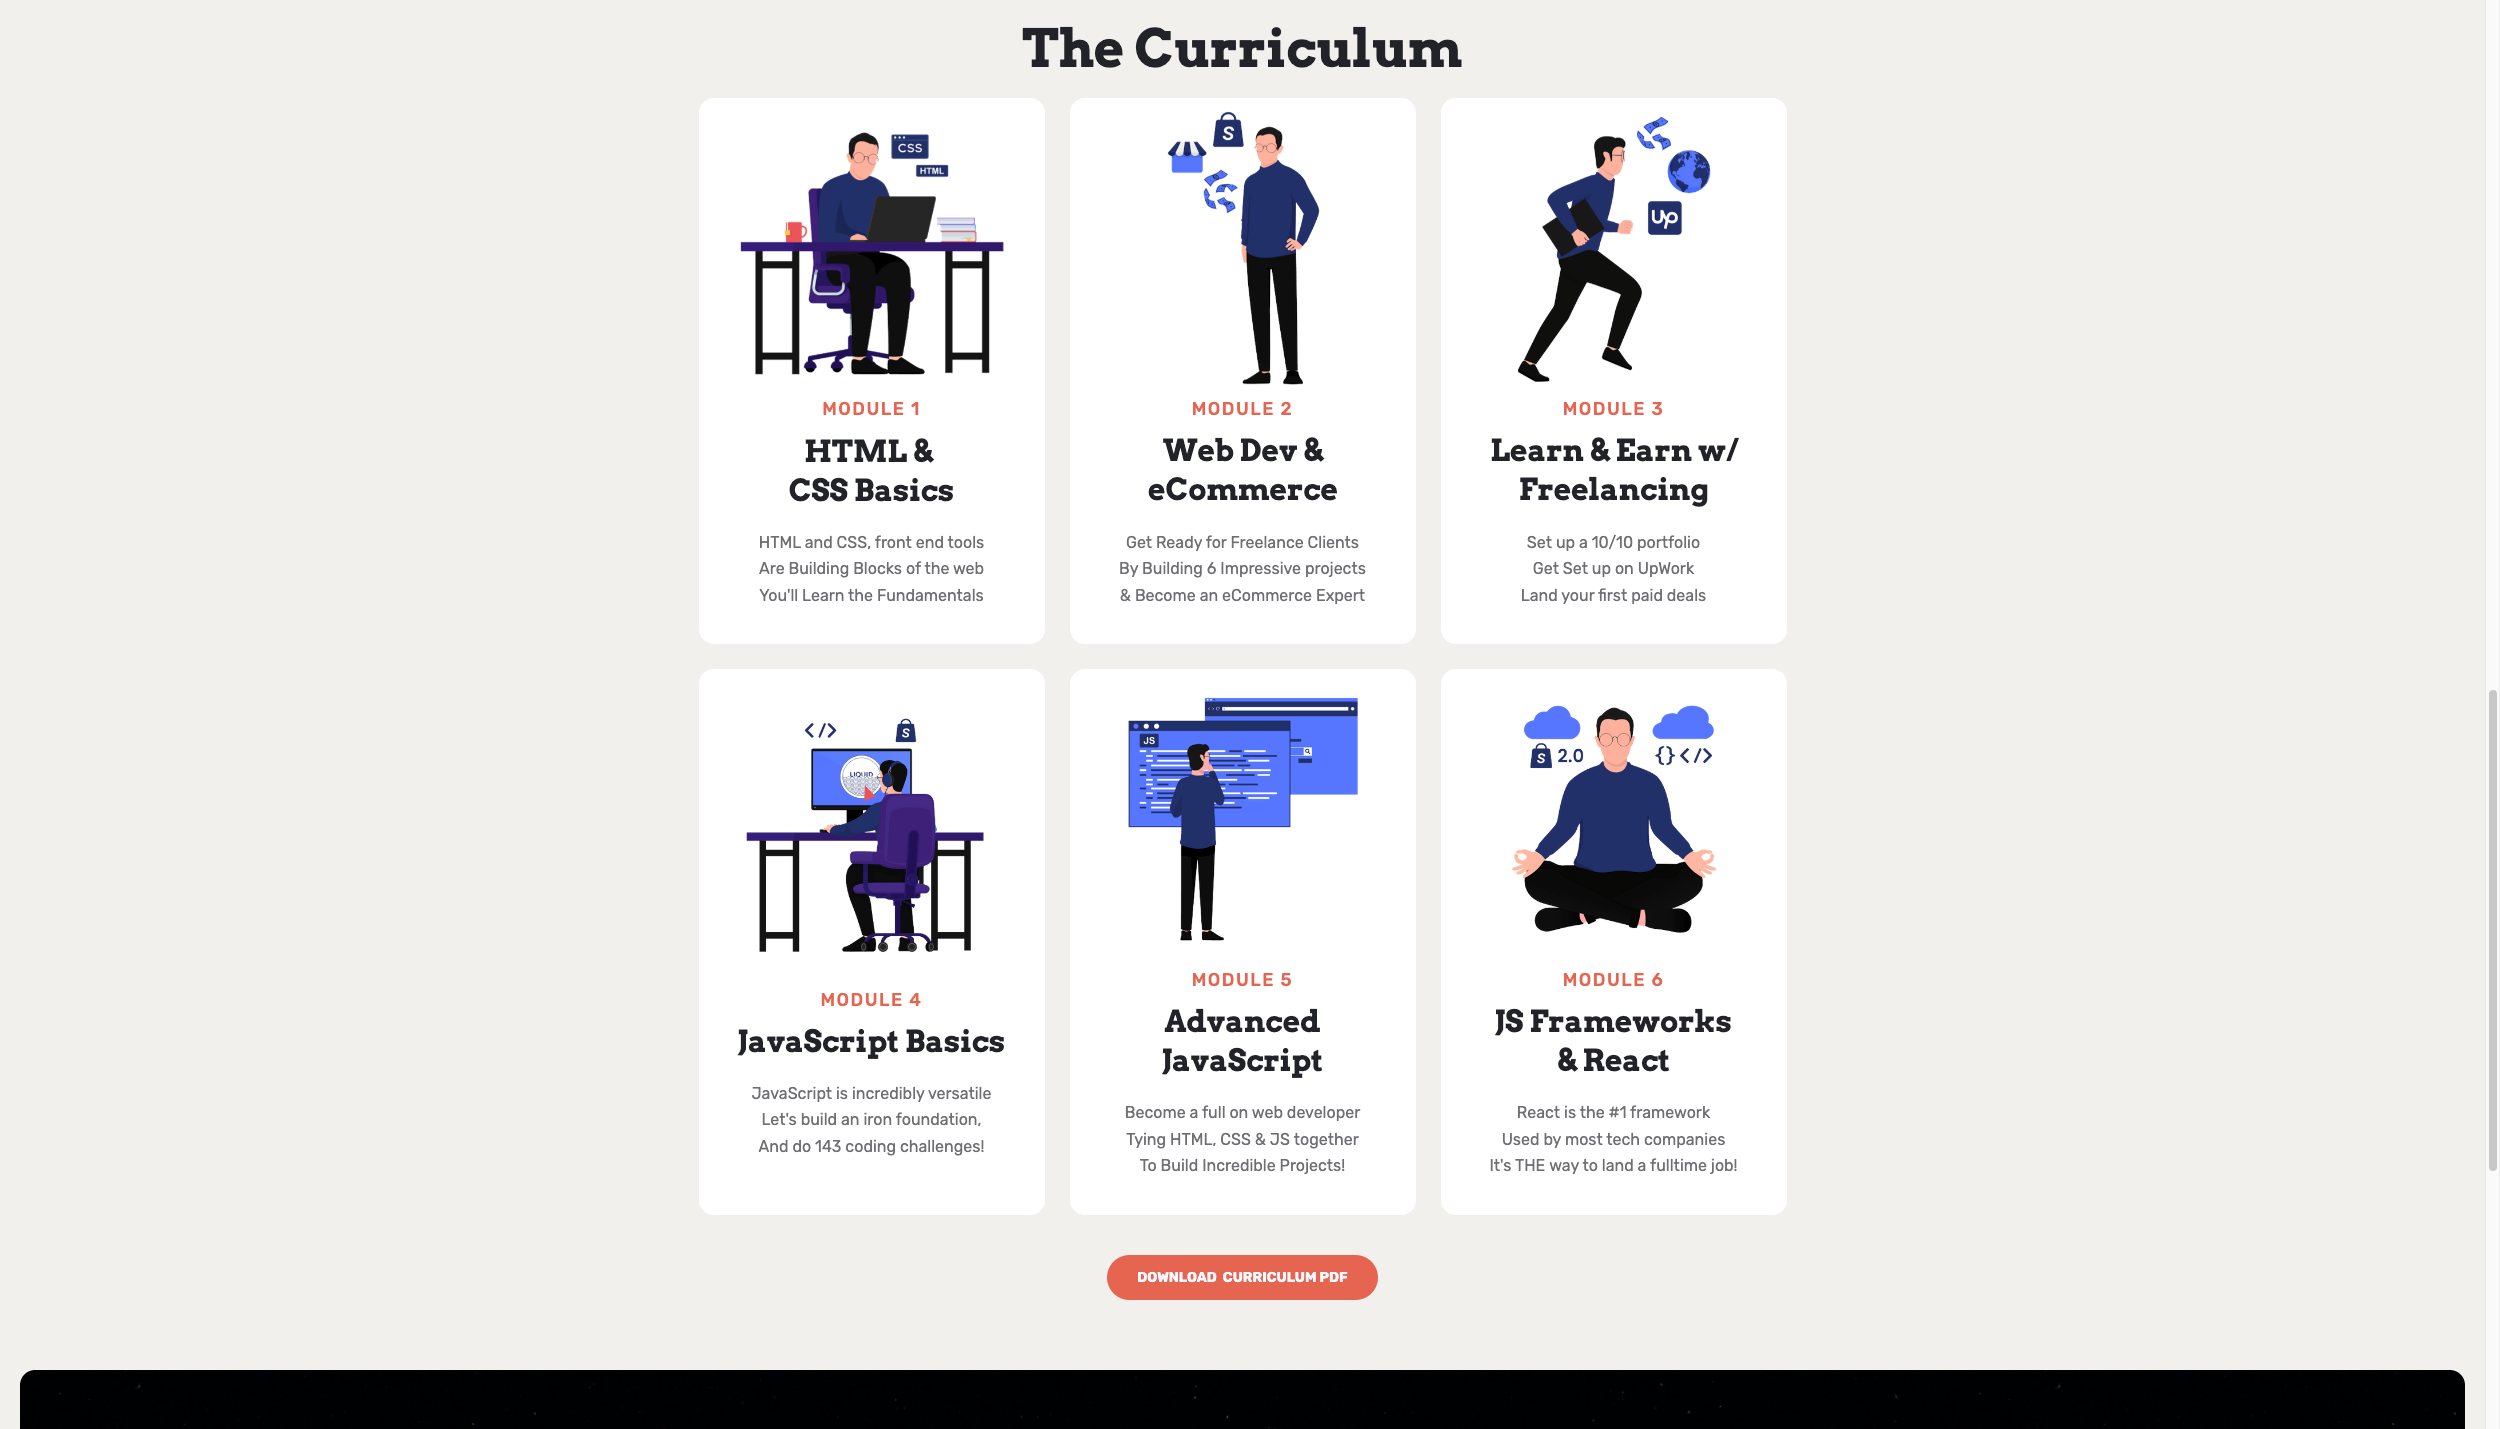 The Curriculum
CSS
HTML
MODULE 1
HTML &
CSS Basics
HTML and CSS, front end tools
Are Building Blocks of the web
You'll Learn the Fundamentals
S
MODULE 2
Web Dev &
eCommerce
Get Ready for Freelance Clients
By Building 6 Impressive projects
& Become an eCommerce Expert
Up
MODULE 3
Learn & Earn w/
Freelancing
Set up a 10/10 portfolio
Get Set up on UpWork
Land your first paid deals
</>
S
LIQUID
MODULE 4
JavaScript Basics
JavaScript is incredibly versatile
Let's build an iron foundation,
And do 143 coding challenges!
JS
MODULE 5
Advanced
JavaScript
Become a full on web developer
Tying HTML, CSS & JS together
To Build Incredible Projects!
S 2.0
{} </>
MODULE 6
JS Frameworks
& React
React is the #1 framework
Used by most tech companies
It's THE way to land a fulltime job!
DOWNLOAD CURRICULUM PDF